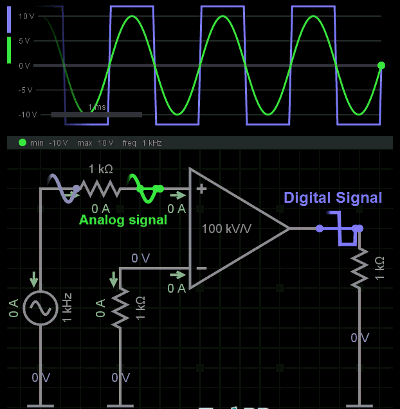 10 V
5 V
0 V
-5 V
-10 V
1 ms
min -10 V max 10 V freq 1 kHz
1 kΩ
0 A
0 A
Analog signal
Digital Signal
100 kV/V
0 V
0 A
0 A
1 kHz
0 A
1 kΩ
1 kΩ
0 V
0 V
0 V